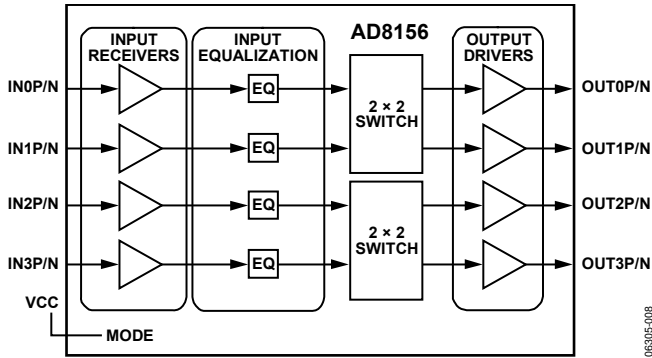 AD8156
INPUT
RECEIVERS
INPUT
EQUALIZATION
OUTPUT
DRIVERS
IN0P/N
EQ
2 × 2
SWITCH
OUT0P/N
IN1P/N
EQ
OUT1P/N
IN2P/N
EQ
2 × 2
SWITCH
OUT2P/N
IN3P/N
EQ
OUT3P/N
VCC
MODE
06305-008